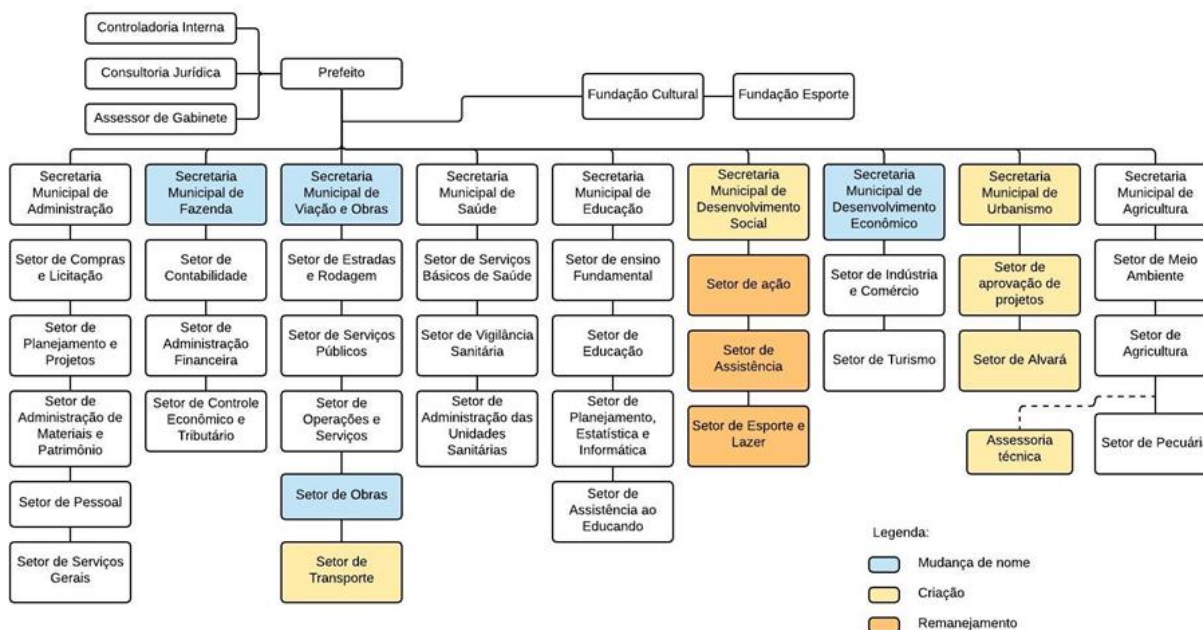 Controladoria Interna
Consultoria Jurídica
Prefeito
Assessor de Gabinete
Fundação Cultural
Fundação Esporte
Secretaria
Municipal de
Administração
Setor de Compras
e Licitação
Setor de
Planejamento e
Projetos
Setor de
Administração de
Materiais e
Patrimônio
Setor de Pessoal
Setor de Serviços
Gerais
Secretaria
Municipal de
Fazenda
Setor de
Contabilidade
Setor de
Administração
Financeira
Setor de Controle
Econômico e
Tributário
Secretaria
Municipal de
Viação e Obras
Setor de Estradas
e Rodagem
Setor de Serviços
Públicos
Setor de
Operações e
Serviços
Setor de Obras
Setor de
Transporte
Secretaria
Municipal de
Saúde
Setor de Serviços
Básicos de Saúde
Setor de Vigilância
Sanitária
Setor de
Administração das
Unidades
Sanitárias
Secretaria
Municipal de
Educação
Setor de ensino
Fundamental
Setor de
Educação
Setor de
Planejamento,
Estatística e
Informática
Setor de
Assistência ao
Educando
Secretaria
Municipal de
Desenvolvimento
Social
Setor de ação
Setor de
Assistência
Setor de Esporte e
Lazer
Secretaria
Municipal de
Desenvolvimento
Econômico
Setor de Indústria
e Comércio
Setor de Turismo
Secretaria
Municipal de
Urbanismo
Setor de
aprovação de
projetos
Setor de Alvará
Assessoria
técnica
Secretaria
Municipal de
Agricultura
Setor de Meio
Ambiente
Setor de
Agricultura
Setor de Pecuária
Legenda:
Mudança de nome
Criação
Remanejamento